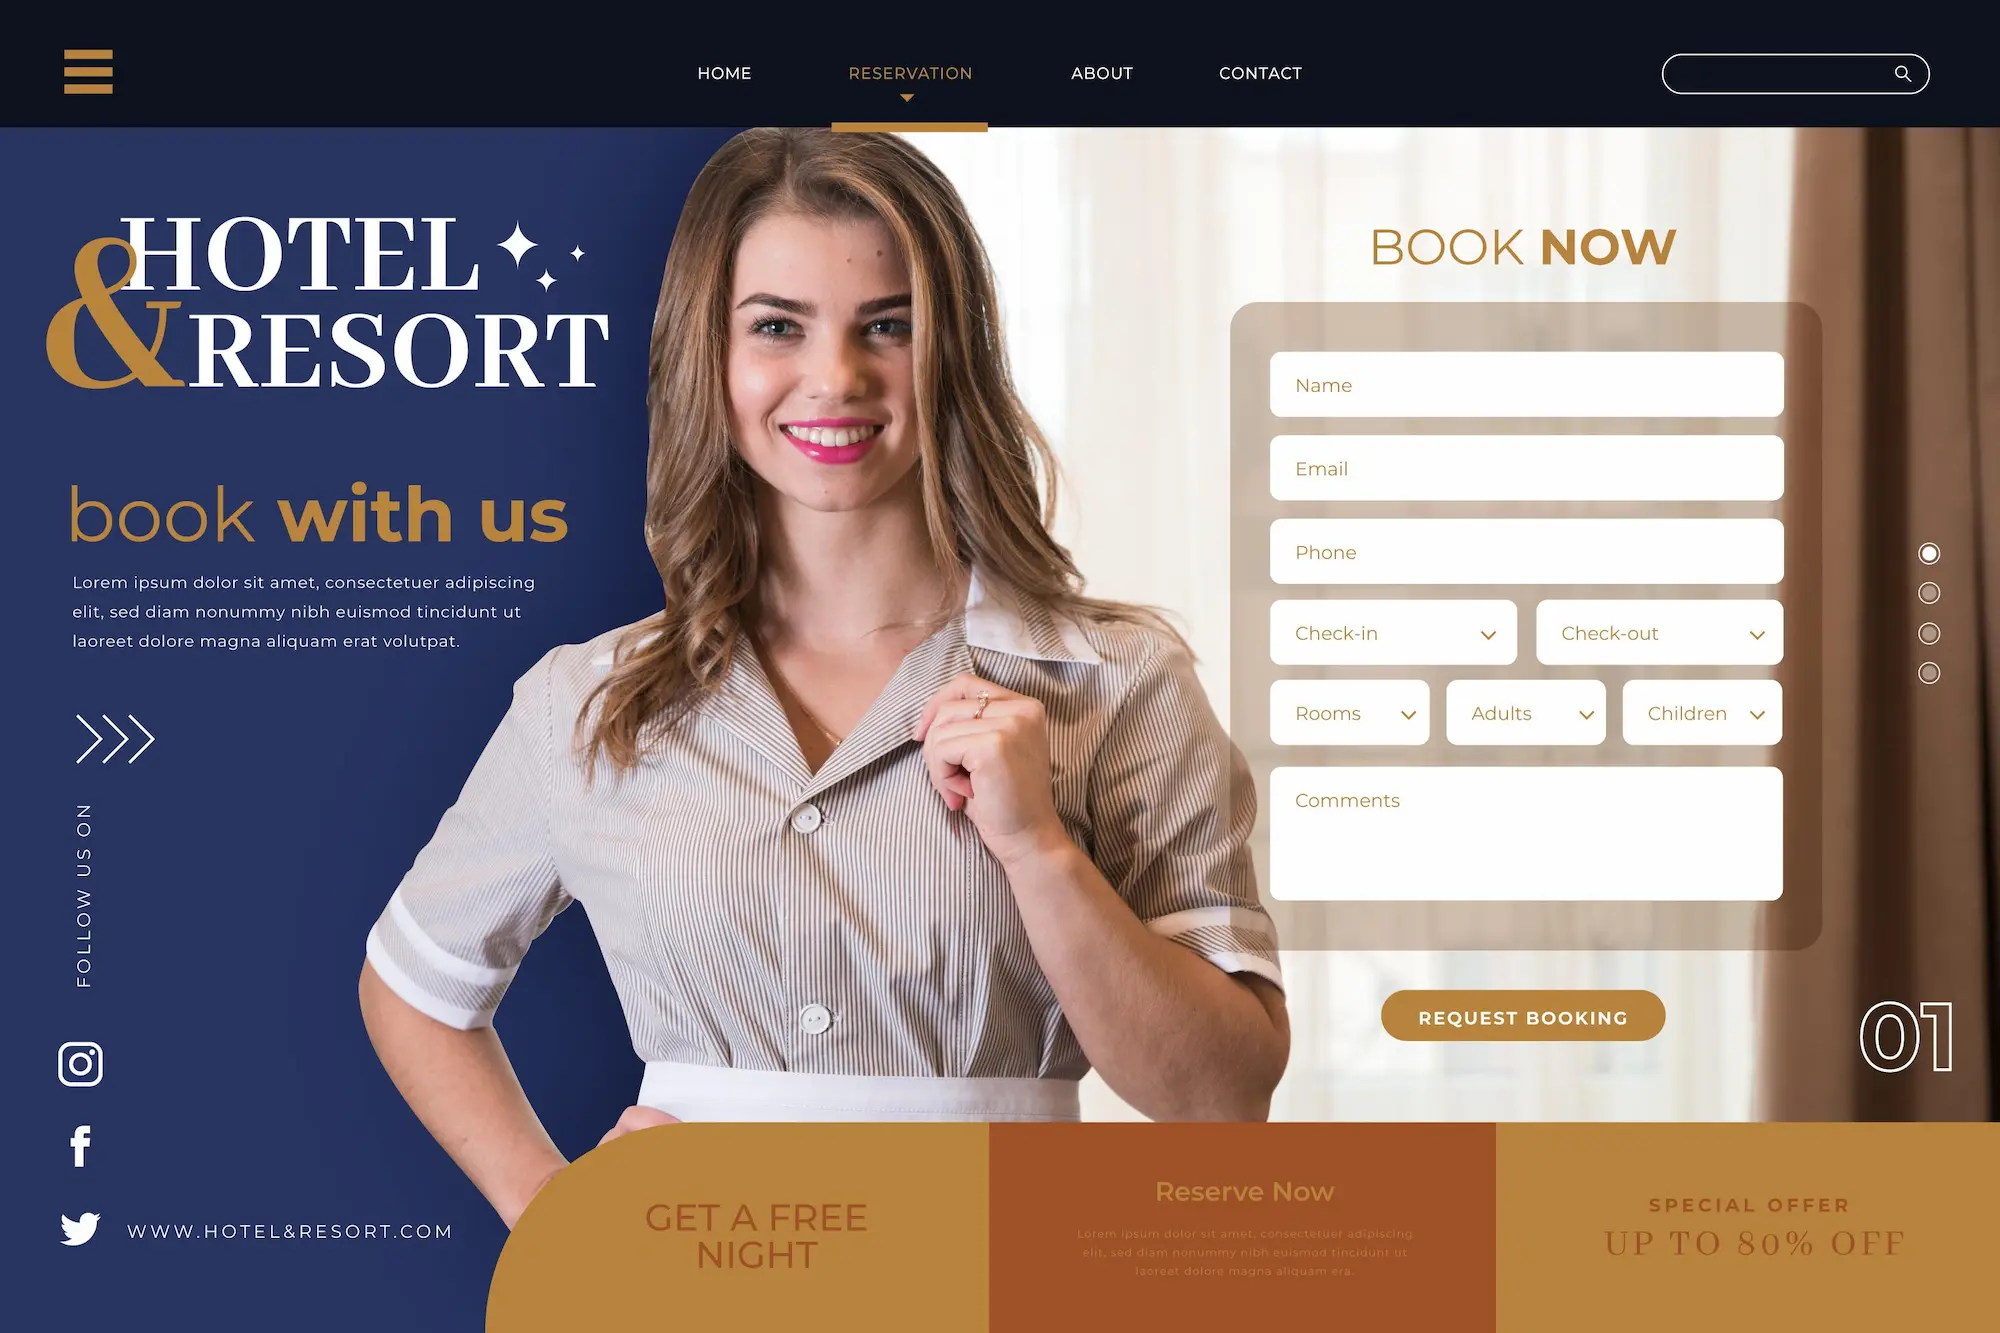 HOME
RESERVATION
ABOUT
CONTACT
HOTEL
&RESORT
book with us
Lorem ipsum dolor sit amet, consectetuer adipiscing
elit, sed diam nonummy nibh euismod tincidunt ut
laoreet dolore magna aliquam erat volutpat.
FOLLOW US ON
WWW.HOTEL&RESORT.COM
BOOK NOW
Name
Email
Phone
Check-in
Check-out
Rooms
Adults
Children
Comments
REQUEST BOOKING
01
GET A FREE
NIGHT
Reserve Now
Lorem ipsum dolor sit amet, consectetuer adipiscing
elit, sed diam nonummy nibh euismod tincidunt ut
laoreet dolore magna aliquam era.
SPECIAL OFFER
UP TO 80% OFF